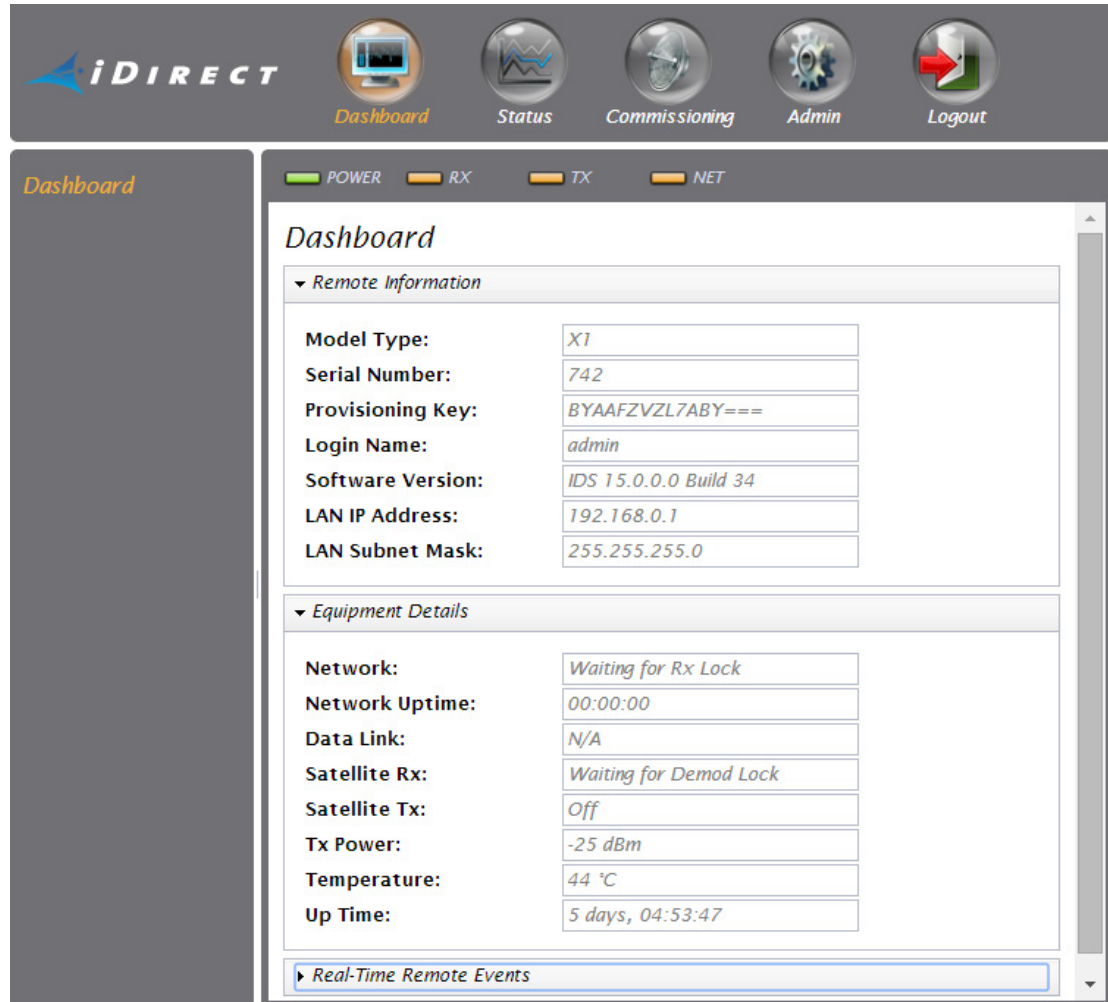 iDIRECT
Dashboard Status Commissioning Admin Logout
Dashboard
POWER RX TX NET
Dashboard
Remote Information
Model Type: X1
Serial Number: 742
Provisioning Key: BYAAFZVZL7ABY===
Login Name: admin
Software Version: IDS 15.0.0.0 Build 34
LAN IP Address: 192.168.0.1
LAN Subnet Mask: 255.255.255.0
Equipment Details
Network: Waiting for Rx Lock
Network Uptime: 00:00:00
Data Link: N/A
Satellite Rx: Waiting for Demod Lock
Satellite Tx: Off
Tx Power: -25 dBm
Temperature: 44 °C
Up Time: 5 days, 04:53:47
Real-Time Remote Events